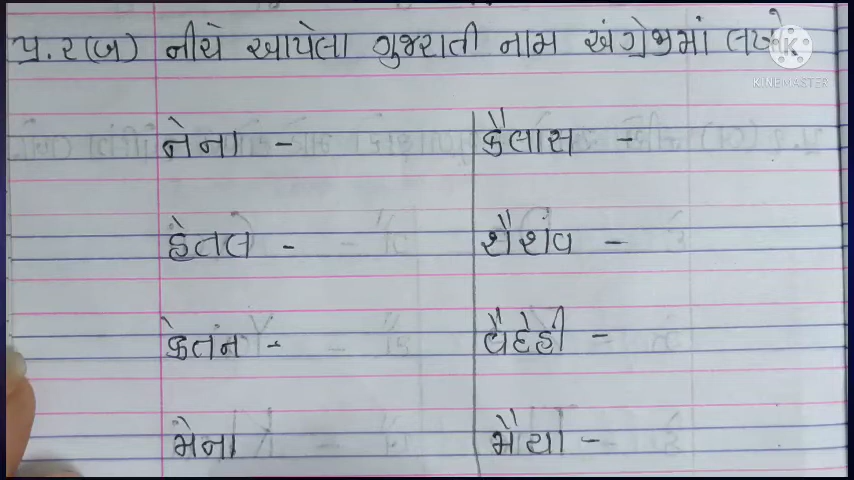 પ્ર. ૨(બ) નીચે આપેલા ગુજરાતી નામ અંગ્રેજીમાં લખો.
KINEMASTER
નેના - કૈલાસ -
હેતલ - શૈશવ -
કેતન - વૈદેહી -
મેના મૈયા -